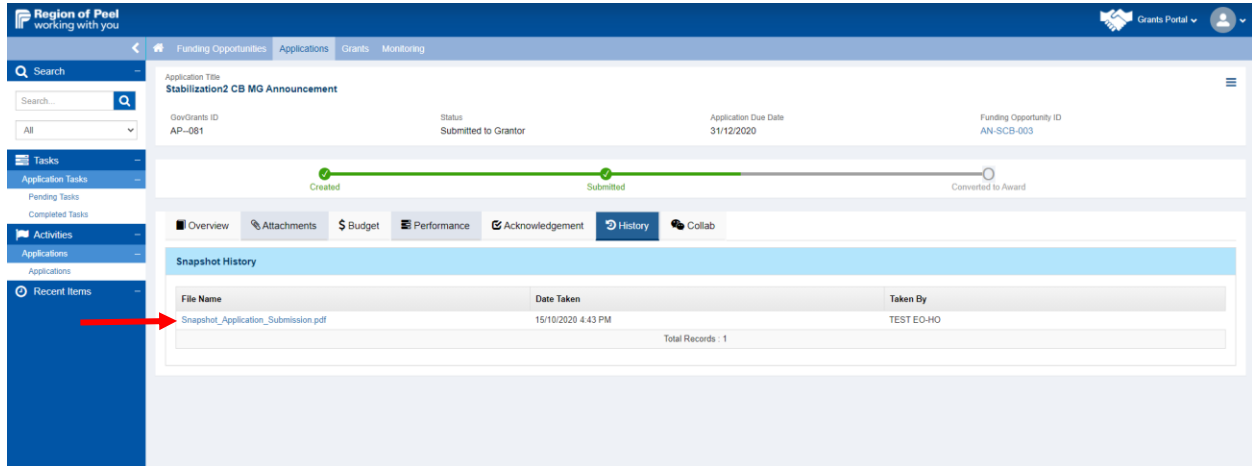 Region of Peel
working with you
Grants Portal
Funding Opportunities Applications Grants Monitoring
Search
Search...
All
Tasks
Application Tasks
Pending Tasks
Completed Tasks
Activities
Applications
Applications
Recent Items
Application Title
Stabilization2 CB MG Announcement
GovGrants ID Status Application Due Date Funding Opportunity ID
AP--081 Submitted to Grantor 31/12/2020 AN-SCB-003
Created Submitted Converted to Award
Overview Attachments $ Budget Performance Acknowledgement History Collab
Snapshot History
File Name Date Taken Taken By
Snapshot_Application_Submission.pdf 15/10/2020 4:43 PM TEST EO-HO
Total Records : 1